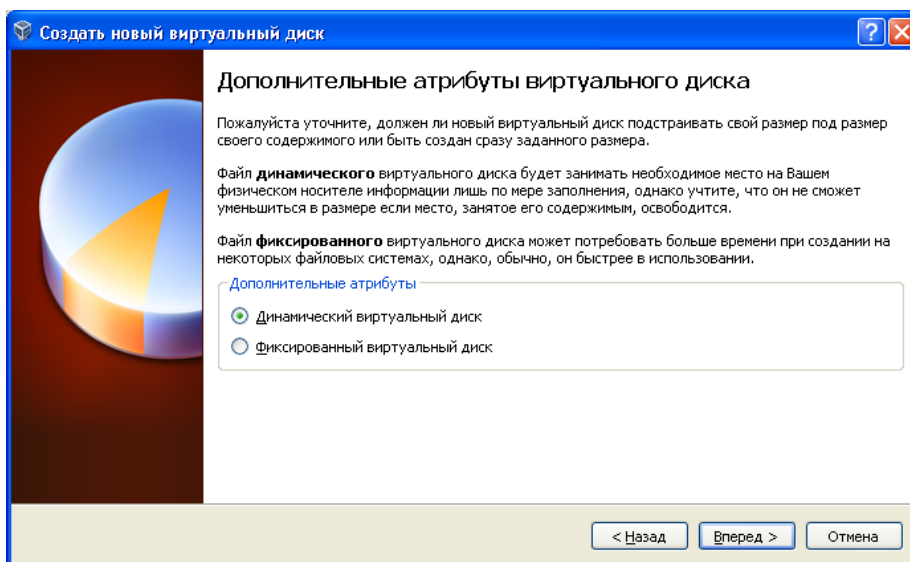 Создать новый виртуальный диск
Дополнительные атрибуты виртуального диска
Пожалуйста уточните, должен ли новый виртуальный диск подстраивать свой размер под размер
своего содержимого или быть создан сразу заданного размера.
Файл динамического виртуального диска будет занимать необходимое место на Вашем
физическом носителе информации лишь по мере заполнения, однако учтите, что он не сможет
уменьшиться в размере если место, занятое его содержимым, освободится.
Файл фиксированного виртуального диска может потребовать больше времени при создании на
некоторых файловых системах, однако, обычно, он быстрее в использовании.
Дополнительные атрибуты
Динамический виртуальный диск
Фиксированный виртуальный диск
< Назад Вперед > Отмена